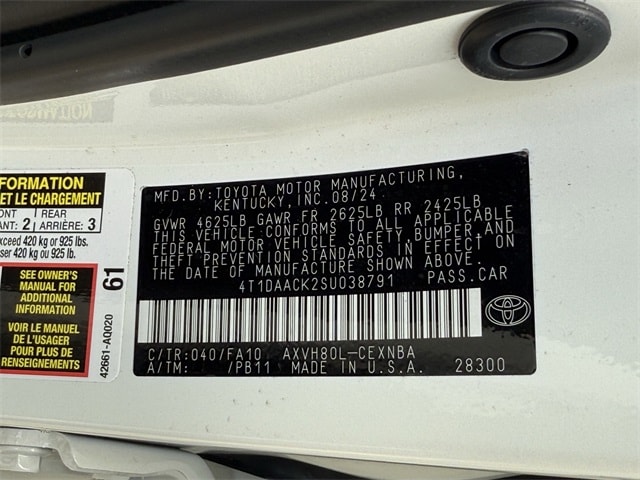 FORMATION
ET LE CHARGEMENT
ONT REAR
ANT: 2 ARRIÈRE: 3
exceed 420 kg or 925 lbs.
ser 420 kg ou 925 lb.
SEE OWNER'S
MANUAL FOR
ADDITIONAL
INFORMATION
VOIR LE MANUEL
DE L'USAGER
POUR PLUS DE
RENSEIGNEMENTS
61
42661-A0020
MFD.BY:TOYOTA MOTOR MANUFACTURING,
KENTUCKY, INC.08/24
GVWR 4625LB GAWR FR 2625LB RR 2425LB
THIS VEHICLE CONFORMS TO ALL APPLICABLE
FEDERAL MOTOR VEHICLE SAFETY, BUMPER, AND
THEFT PREVENTION STANDARDS IN EFFECT ON
THE DATE OF MANUFACTURE SHOWN ABOVE.
4T1DAACK2SU038791 PASS.CAR
C/TR:040/FA10 AXVH80L-CEXNBA
A/TM: /PB11 MADE IN U.S.A. 28300